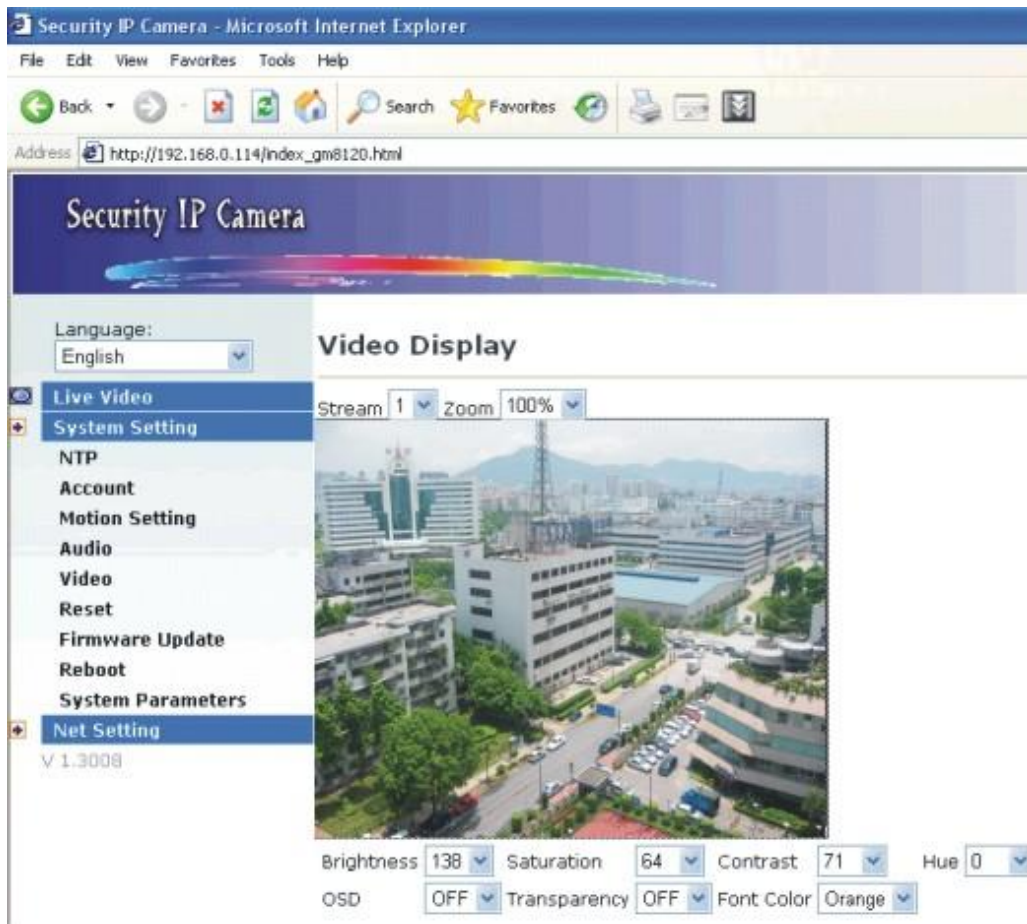 Security IP Camera - Microsoft Internet Explorer
File Edit View Favorites Tools Help
Back Search Favorites
Address http://192.168.0.114/index_gm8120.html
Security IP Camera
Language:
English
Live Video
System Setting
NTP
Account
Motion Setting
Audio
Video
Reset
Firmware Update
Reboot
System Parameters
Net Setting
V 1.3008
Video Display
Stream 1 Zoom 100%
Brightness 138 Saturation 64 Contrast 71 Hue 0
OSD OFF Transparency OFF Font Color Orange